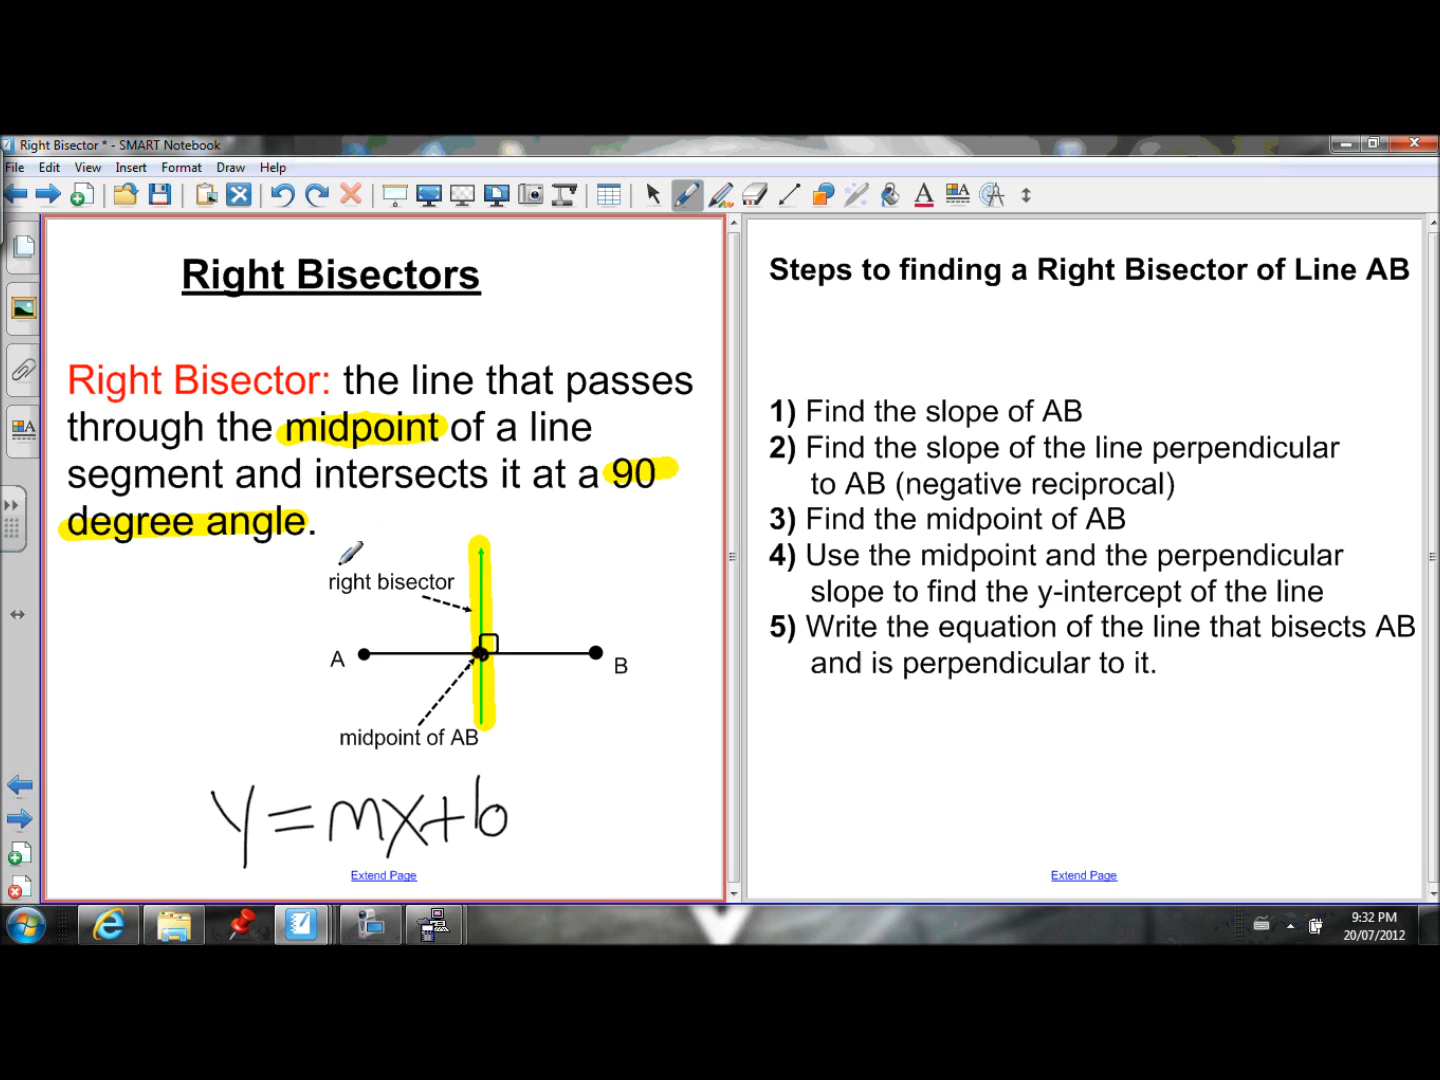 Right Bisector * - SMART Notebook
File Edit View Insert Format Draw Help
Right Bisectors
Right Bisector: the line that passes
through the midpoint of a line
segment and intersects it at a 90
degree angle.
right bisector
A
B
midpoint of AB
y = mx+b
Extend Page
Steps to finding a Right Bisector of Line AB
1) Find the slope of AB
2) Find the slope of the line perpendicular
to AB (negative reciprocal)
3) Find the midpoint of AB
4) Use the midpoint and the perpendicular
slope to find the y-intercept of the line
5) Write the equation of the line that bisects AB
and is perpendicular to it.
Extend Page
9:32 PM
20/07/2012